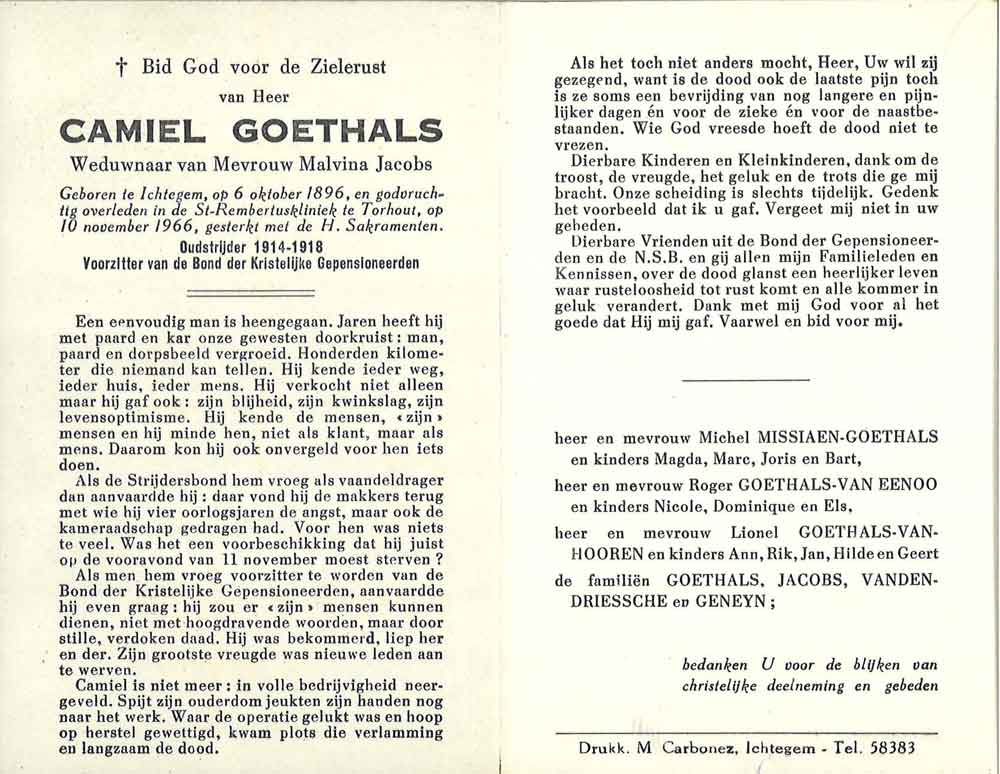 † Bid God voor de Zielerust
van Heer
CAMIEL GOETHALS
Weduwnaar van Mevrouw Malvina Jacobs
Geboren te Ichtegem, op 6 oktober 1896, en godvruch-
tig overleden in de St-Rembertuskliniek te Torhout, op
10 november 1966, gesterkt met de H. Sakramenten.
Oudstrijder 1914-1918
Voorzitter van de Bond der Kristelijke Gepensioneerden
Een eenvoudig man is heengegaan. Jaren heeft hij
met paard en kar onze gewesten doorkruist : man,
paard en dorpsbeeld vergroeid. Honderden kilome-
ter die niemand kan tellen. Hij kende ieder weg,
ieder huis, ieder mens. Hij verkocht niet alleen
maar hij gaf ook : zijn blijheid, zijn kwinkslag, zijn
levensoptimisme. Hij kende de mensen, « zijn »
mensen en hij minde hen, niet als klant, maar als
mens. Daarom kon hij ook onvergeld voor hen iets
doen.
Als de Strijdersbond hem vroeg als vaandeldrager
dan aanvaardde hij : daar vond hij de makkers terug
met wie hij vier oorlogsjaren de angst, maar ook de
kameraadschap gedragen had. Voor hen was niets
te veel. Was het een voorbeschikking dat hij juist
op de vooravond van 11 november moest sterven ?
Als men hem vroeg voorzitter te worden van de
Bond der Kristelijke Gepensioneerden, aanvaardde
hij even graag : hij zou er « zijn » mensen kunnen
dienen, niet met hoogdravende woorden, maar door
stille, verdoken daad. Hij was bekommerd, liep her
en der. Zijn grootste vreugde was nieuwe leden aan
te werven.
Camiel is niet meer : in volle bedrijvigheid neer-
geveld. Spijt zijn ouderdom jeukten zijn handen nog
naar het werk. Waar de operatie gelukt was en hoop
op herstel gewettigd, kwam plots die verlamming
en langzaam de dood.
Als het toch niet anders mocht, Heer, Uw wil zij
gezegend, want is de dood ook de laatste pijn toch
is ze soms een bevrijding van nog langere en pijn-
lijker dagen én voor de zieke én voor de naastbe-
staanden. Wie God vreesde hoeft de dood niet te
vrezen.
Dierbare Kinderen en Kleinkinderen, dank om de
troost, de vreugde, het geluk en de trots die ge mij
bracht. Onze scheiding is slechts tijdelijk. Gedenk
het voorbeeld dat ik u gaf. Vergeet mij niet in uw
gebeden.
Dierbare Vrienden uit de Bond der Gepensioneer-
den en de N.S.B. en gij allen mijn Familieleden en
Kennissen, over de dood glanst een heerlijker leven
waar rusteloosheid tot rust komt en alle kommer in
geluk verandert. Dank met mij God voor al het
goede dat Hij mij gaf. Vaarwel en bid voor mij.
heer en mevrouw Michel MISSIAEN-GOETHALS
en kinders Magda, Marc, Joris en Bart,
heer en mevrouw Roger GOETHALS-VAN EENOO
en kinders Nicole, Dominique en Els,
heer en mevrouw Lionel GOETHALS-VAN-
HOOREN en kinders Ann, Rik, Jan, Hilde en Geert
de familiën GOETHALS, JACOBS, VANDEN-
DRIESSCHE en GENEYN ;
bedanken U voor de blijken van
christelijke deelneming en gebeden
Drukk. M Carbonez, Ichtegem - Tel. 58383